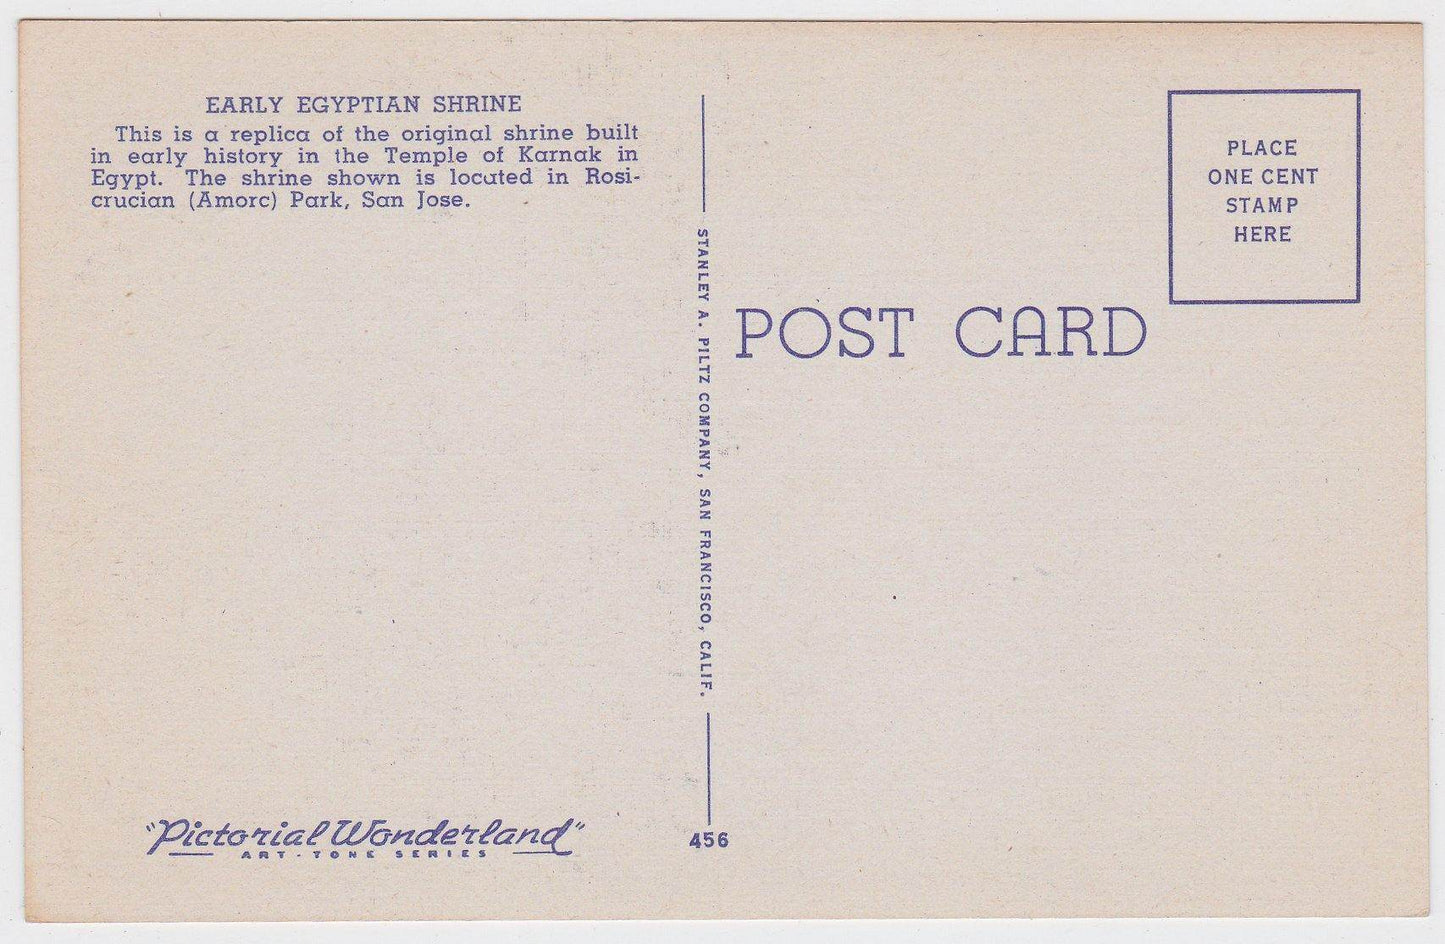 EARLY EGYPTIAN SHRINE
This is a replica of the original shrine built
in early history in the Temple of Karnak in
Egypt. The shrine shown is located in Rosi-
crucian (Amorc) Park, San Jose.
"Pictorial Wonderland"
ART-TONE SERIES
STANLEY A. PILTZ COMPANY, SAN FRANCISCO, CALIF.
456
POST CARD
PLACE
ONE CENT
STAMP
HERE